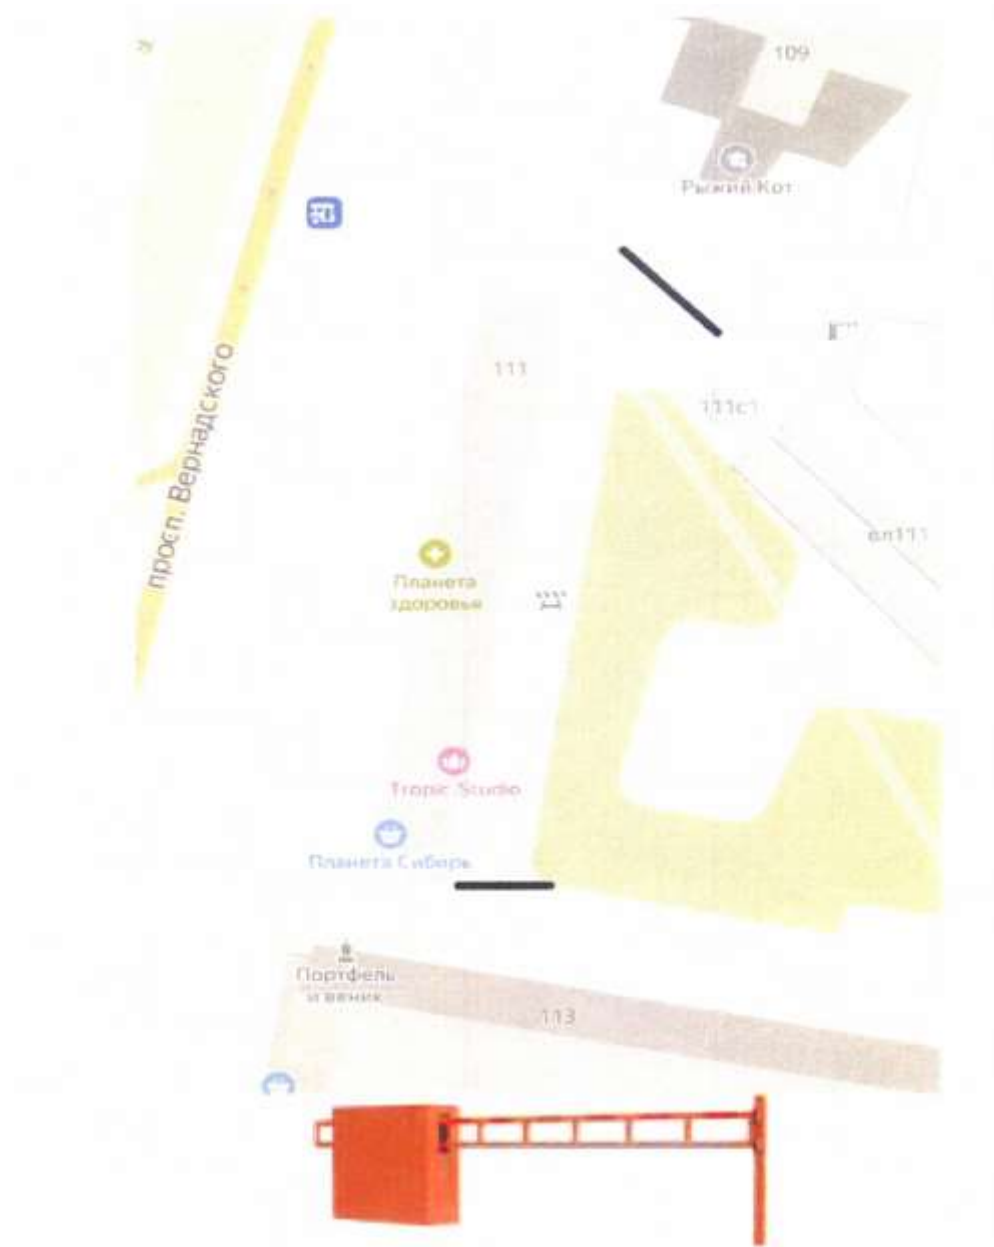 109
Рыжий Кот
просп. Вернадского
111
111с1
вл111
Планета
здоровья
Tropic Studio
Планета Сибирь
Портфель
и веник
113